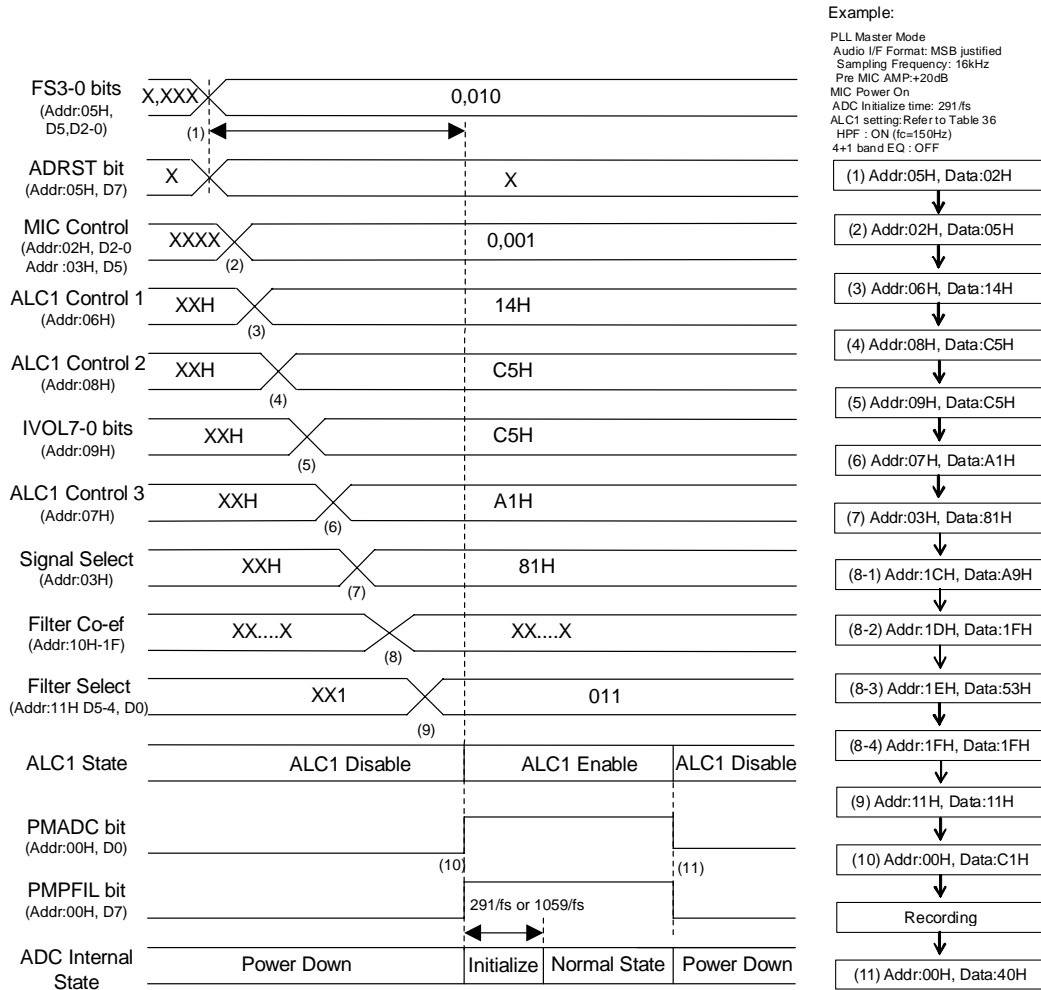 Example:
PLL Master Mode
Audio I/F Format: MSB justified
Sampling Frequency: 16kHz
Pre MIC AMP:+20dB
MIC Power On
ADC Initialize time: 291/fs
ALC1 setting:Refer to Table 36
HPF : ON (fc=150Hz)
4+1 band EQ : OFF
FS3-0 bits
(Addr:05H,
D5,D2-0)
X,XXX
0,010
(1)
ADRST bit
(Addr:05H, D7)
X
X
MIC Control
(Addr:02H, D2-0
Addr :03H, D5)
XXXX
0,001
(2)
ALC1 Control 1
(Addr:06H)
XXH
14H
(3)
ALC1 Control 2
(Addr:08H)
XXH
C5H
(4)
IVOL7-0 bits
(Addr:09H)
XXH
C5H
(5)
ALC1 Control 3
(Addr:07H)
XXH
A1H
(6)
Signal Select
(Addr:03H)
XXH
81H
(7)
Filter Co-ef
(Addr:10H-1F)
XX....X
XX....X
(8)
Filter Select
(Addr:11H D5-4, D0)
XX1
011
(9)
ALC1 State
ALC1 Disable
ALC1 Enable
ALC1 Disable
PMADC bit
(Addr:00H, D0)
(10)
(11)
PMPFIL bit
(Addr:00H, D7)
291/fs or 1059/fs
ADC Internal
State
Power Down
Initialize
Normal State
Power Down
(1) Addr:05H, Data:02H
(2) Addr:02H, Data:05H
(3) Addr:06H, Data:14H
(4) Addr:08H, Data:C5H
(5) Addr:09H, Data:C5H
(6) Addr:07H, Data:A1H
(7) Addr:03H, Data:81H
(8-1) Addr:1CH, Data:A9H
(8-2) Addr:1DH, Data:1FH
(8-3) Addr:1EH, Data:53H
(8-4) Addr:1FH, Data:1FH
(9) Addr:11H, Data:11H
(10) Addr:00H, Data:C1H
Recording
(11) Addr:00H, Data:40H